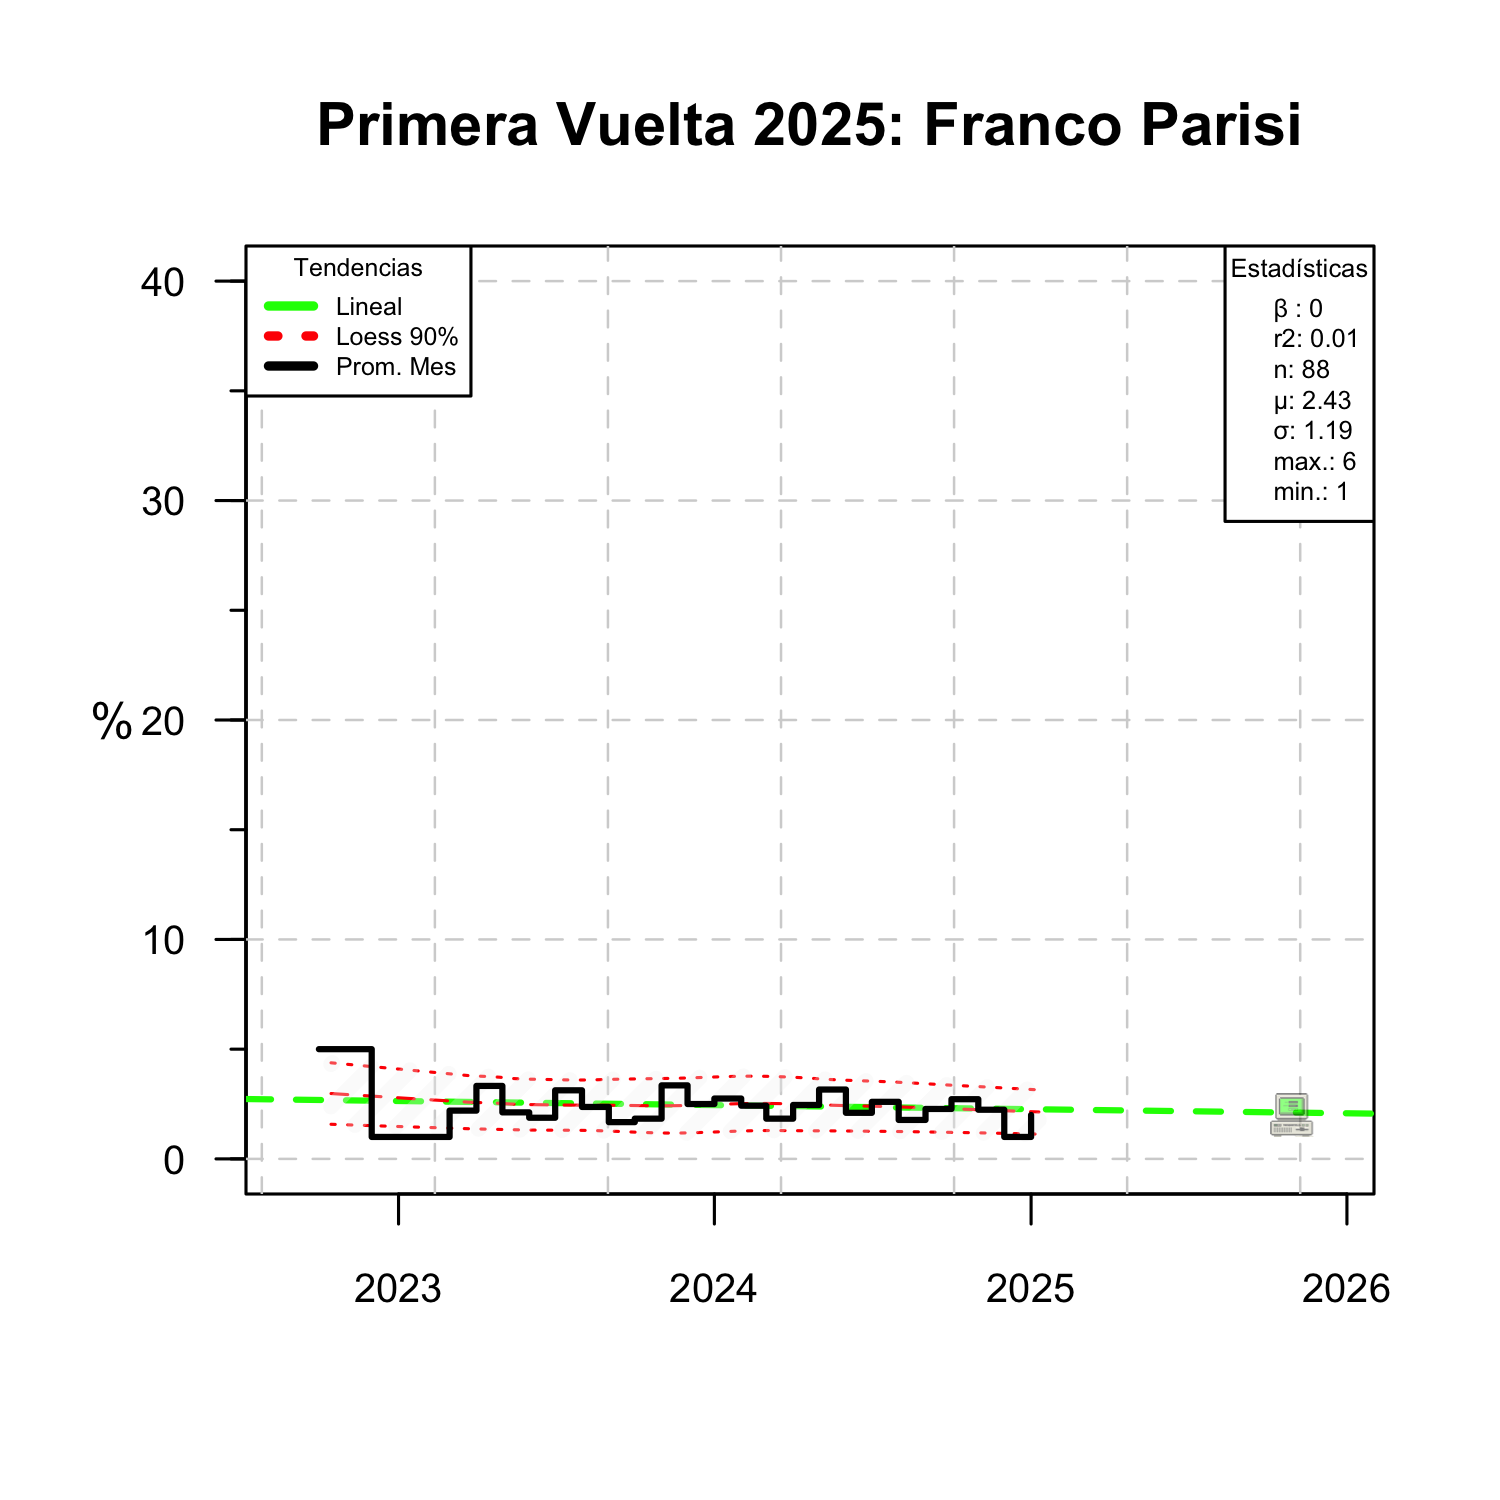 Primera Vuelta 2025: Franco Parisi
Tendencias
Lineal
Loess 90%
Prom. Mes
Estadísticas
β : 0
r2: 0.01
n: 88
μ: 2.43
σ: 1.19
max.: 6
min.: 1
40
30
%
20
10
0
2023
2024
2025
2026